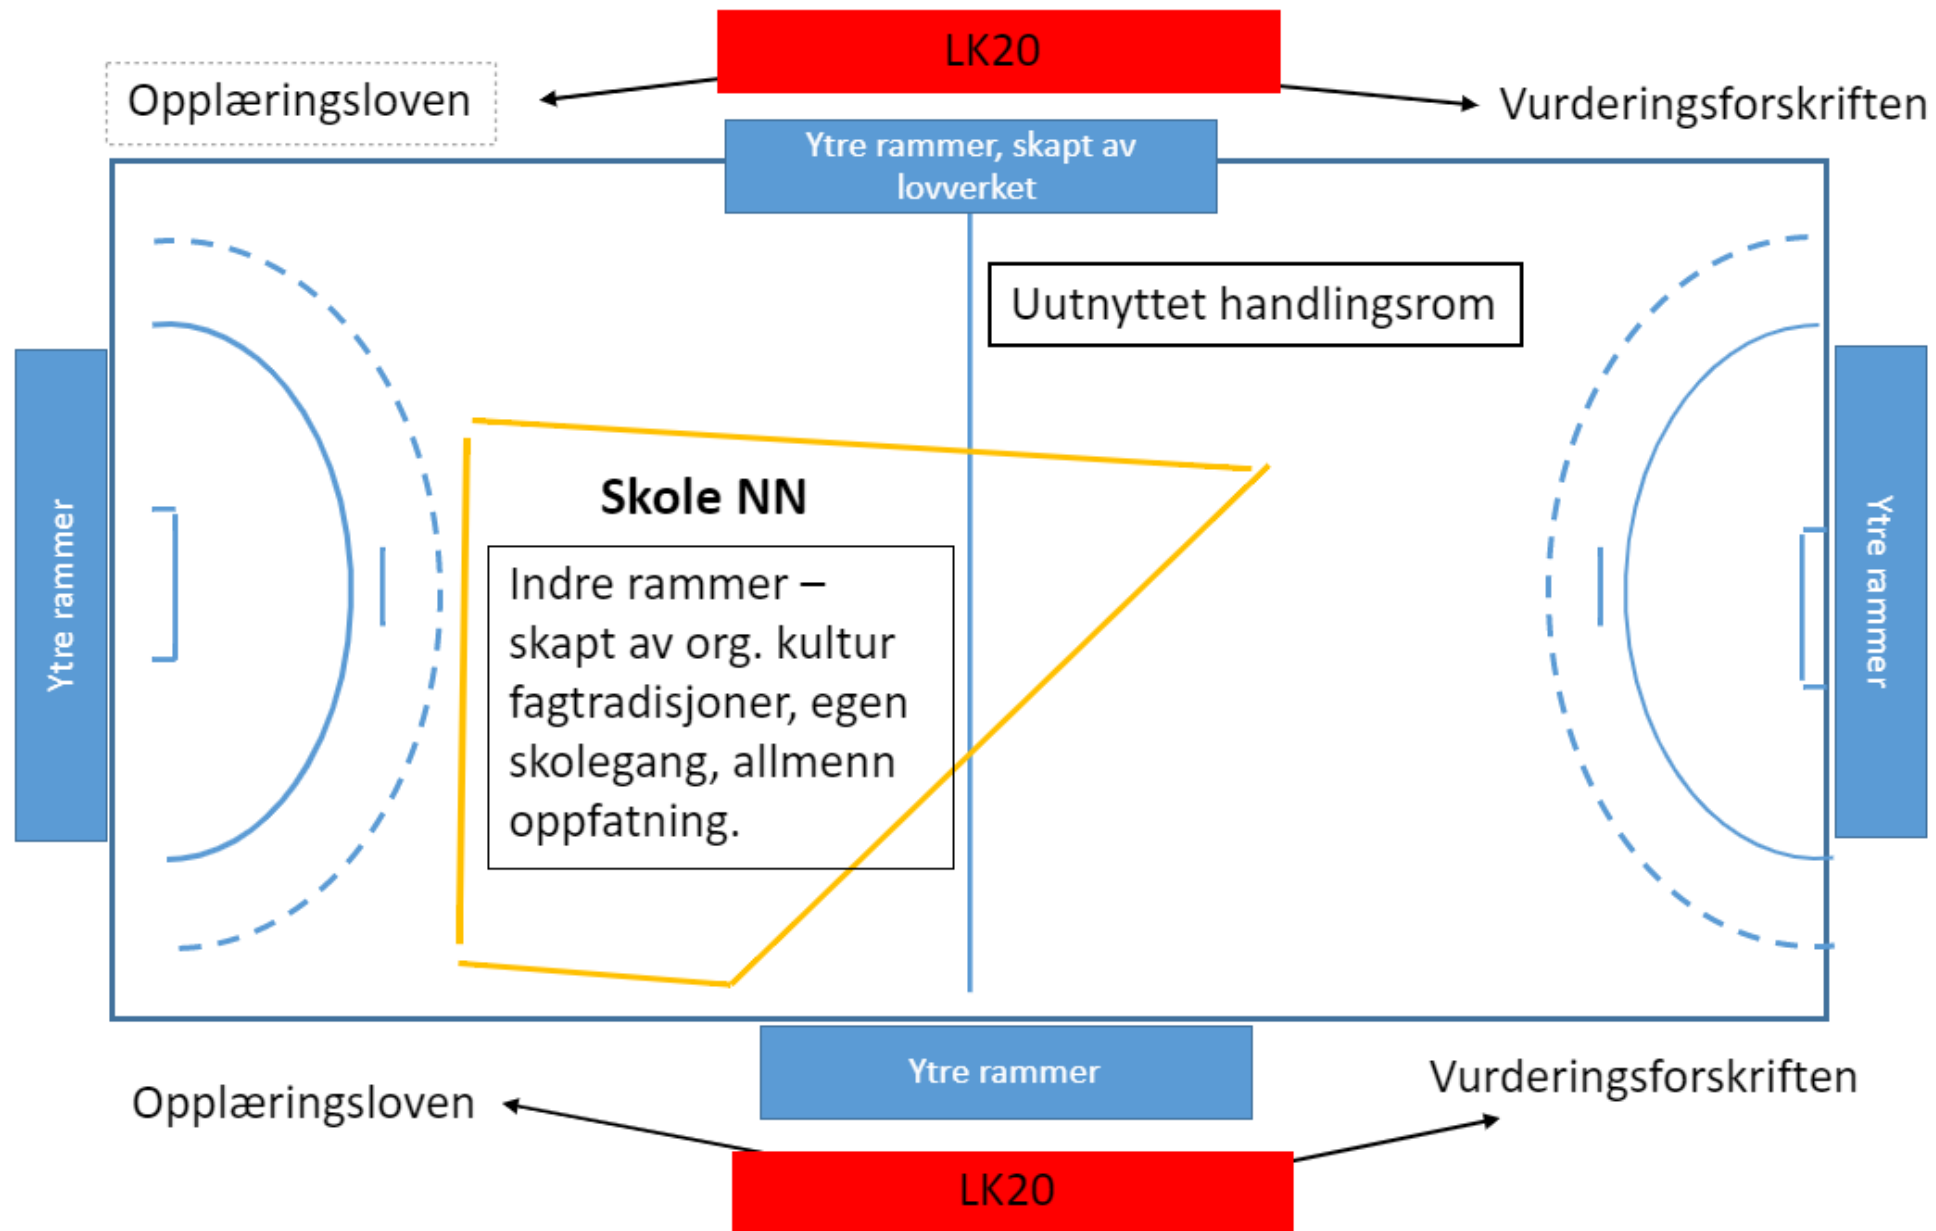 LK20
Opplæringsloven
Vurderingsforskriften
Ytre rammer, skapt av
lovverket
Uutnyttet handlingsrom
Ytre rammer
Skole NN
Indre rammer –
skapt av org. kultur
fagtradisjoner, egen
skolegang, allmenn
oppfatning.
Ytre rammer
Ytre rammer
Opplæringsloven
Vurderingsforskriften
LK20